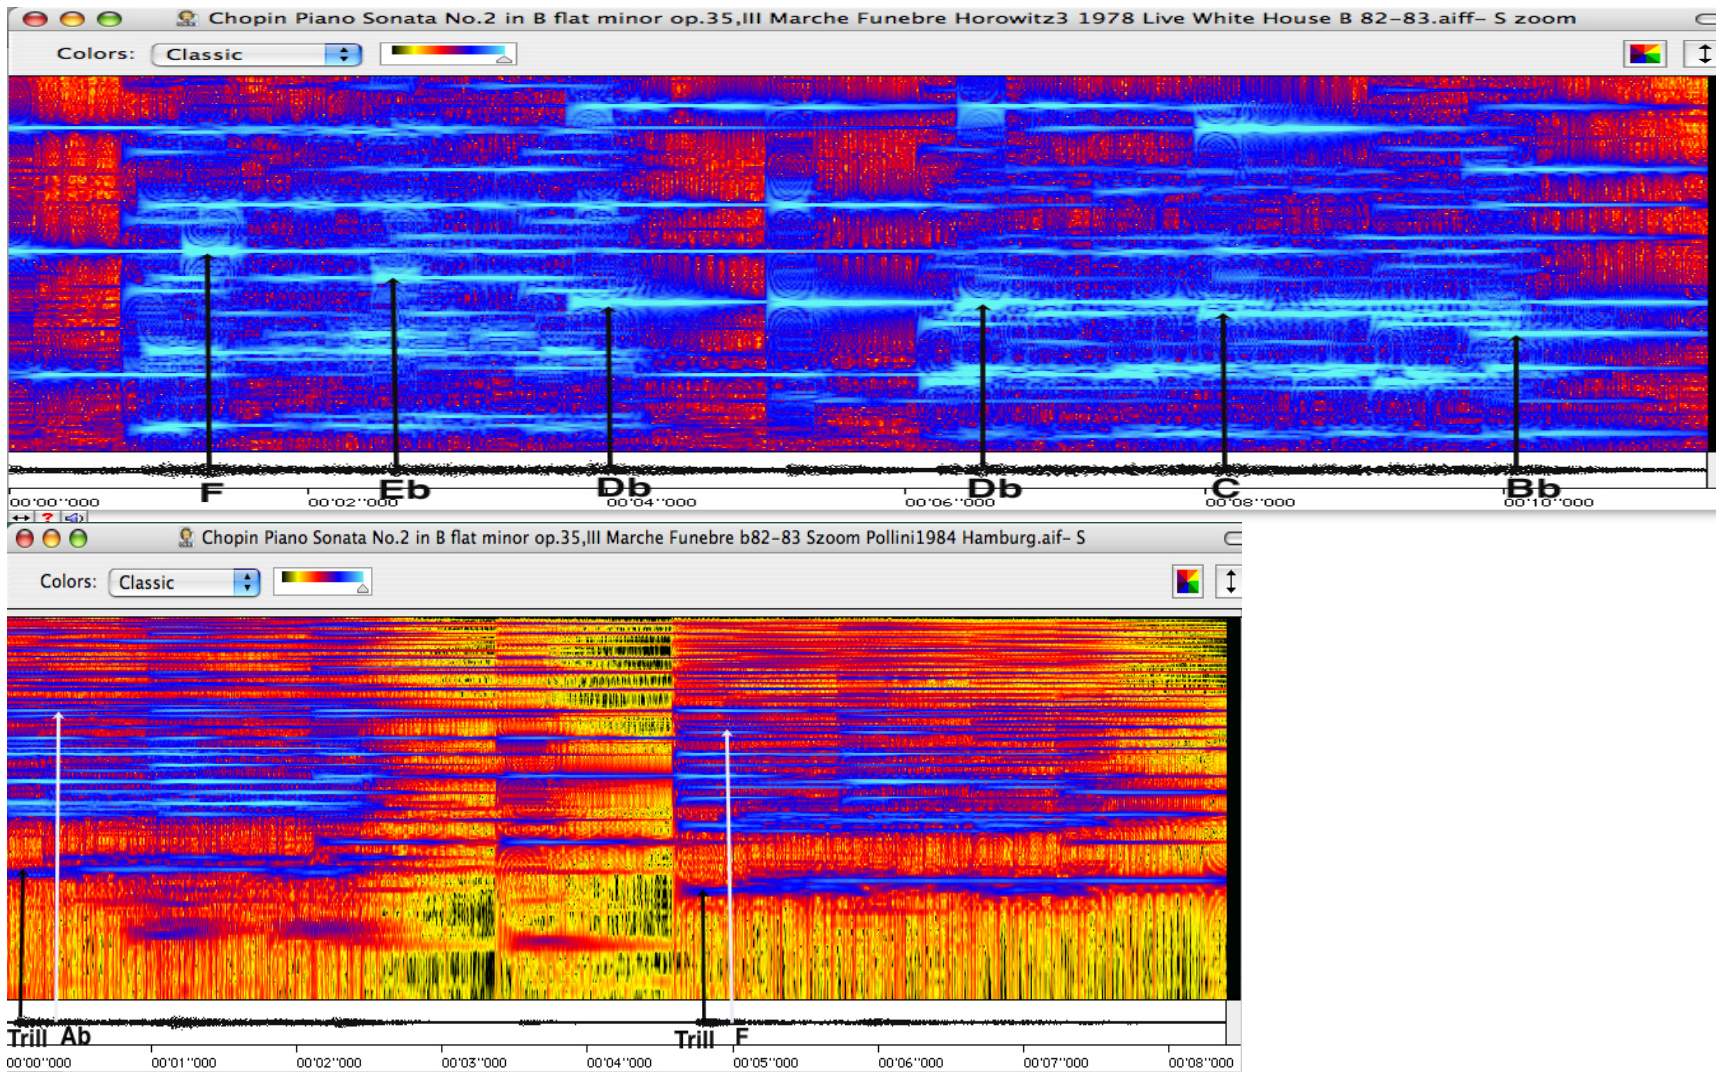 Chopin Piano Sonata No.2 in B flat minor op.35,III Marche Funebre Horowitz3 1978 Live White House B 82-83.aiff- S zoom
Colors: Classic
F Eb Db Db C Bb
00'00''000 00'02''000 00'04''000 00'06''000 00'08''000 00'10''000
?
Chopin Piano Sonata No.2 in B flat minor op.35,III Marche Funebre b82-83 Szoom Pollini1984 Hamburg.aif- S
Colors: Classic
Trill Ab Trill F
00'00''000 00'01''000 00'02''000 00'03''000 00'04''000 00'05''000 00'06''000 00'07''000 00'08''000